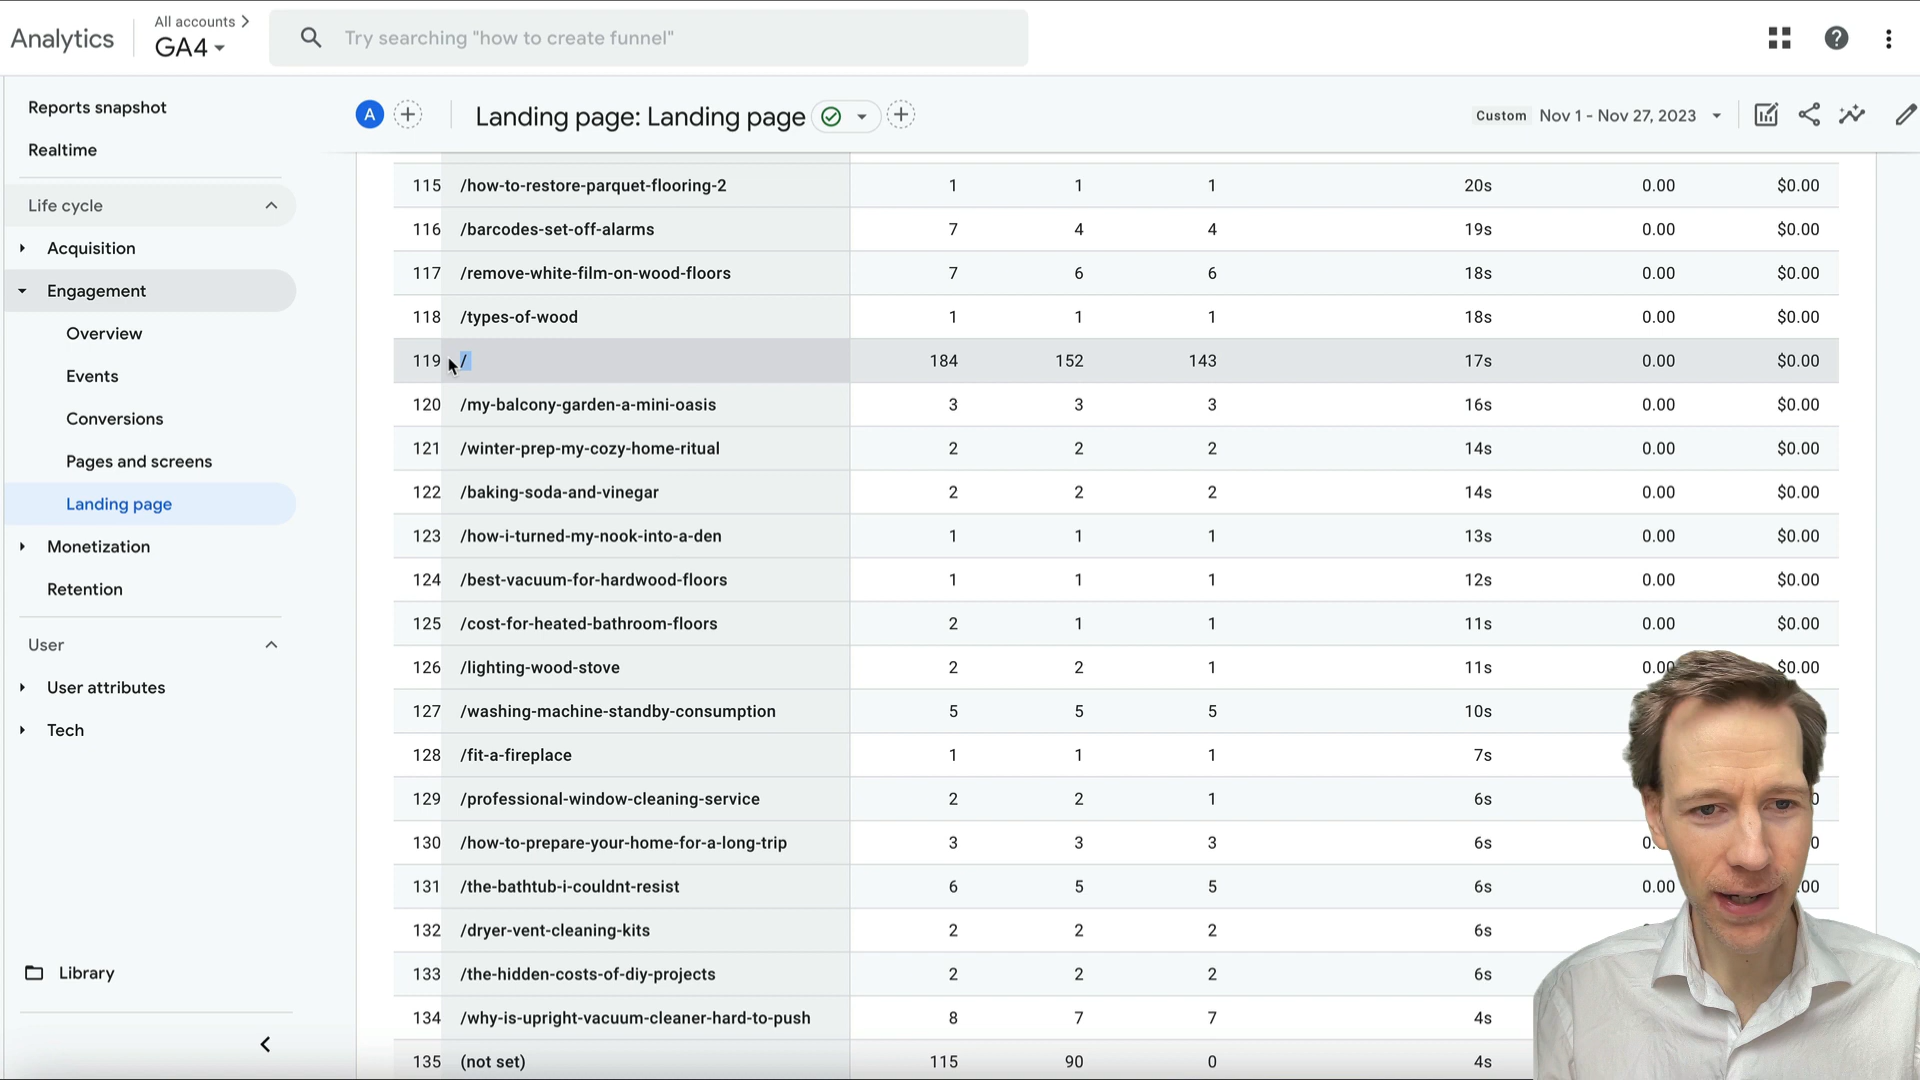 Analytics
All accounts
GA4
Try searching "how to create funnel"
Reports snapshot
Realtime
Life cycle
Acquisition
Engagement
Overview
Events
Conversions
Pages and screens
Landing page
Monetization
Retention
User
User attributes
Tech
Library
A
Landing page: Landing page
Custom Nov 1 - Nov 27, 2023
115 /how-to-restore-parquet-flooring-2 1 1 1 20s 0.00 $0.00
116 /barcodes-set-off-alarms 7 4 4 19s 0.00 $0.00
117 /remove-white-film-on-wood-floors 7 6 6 18s 0.00 $0.00
118 /types-of-wood 1 1 1 18s 0.00 $0.00
119 / 184 152 143 17s 0.00 $0.00
120 /my-balcony-garden-a-mini-oasis 3 3 3 16s 0.00 $0.00
121 /winter-prep-my-cozy-home-ritual 2 2 2 14s 0.00 $0.00
122 /baking-soda-and-vinegar 2 2 2 14s 0.00 $0.00
123 /how-i-turned-my-nook-into-a-den 1 1 1 13s 0.00 $0.00
124 /best-vacuum-for-hardwood-floors 1 1 1 12s 0.00 $0.00
125 /cost-for-heated-bathroom-floors 2 1 1 11s 0.00 $0.00
126 /lighting-wood-stove 2 2 1 11s 0.00 $0.00
127 /washing-machine-standby-consumption 5 5 5 10s
128 /fit-a-fireplace 1 1 1 7s
129 /professional-window-cleaning-service 2 2 1 6s
130 /how-to-prepare-your-home-for-a-long-trip 3 3 3 6s
131 /the-bathtub-i-couldnt-resist 6 5 5 6s 0.00
132 /dryer-vent-cleaning-kits 2 2 2 6s
133 /the-hidden-costs-of-diy-projects 2 2 2 6s
134 /why-is-upright-vacuum-cleaner-hard-to-push 8 7 7 4s
135 (not set) 115 90 0 4s